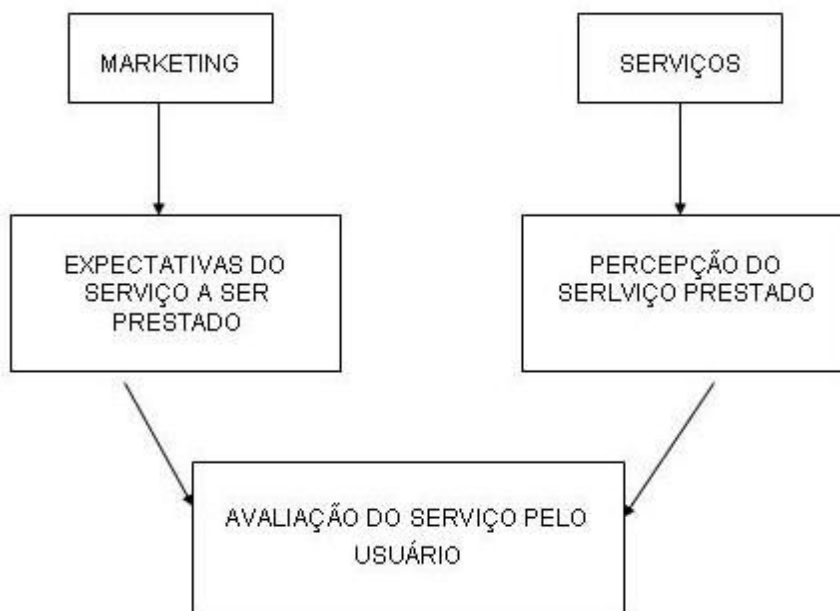 MARKETING
SERVIÇOS
EXPECTATIVAS DO
SERVIÇO A SER
PRESTADO
PERCEPÇÃO DO
SERLVIÇO PRESTADO
AVALIAÇÃO DO SERVIÇO PELO
USUÁRIO